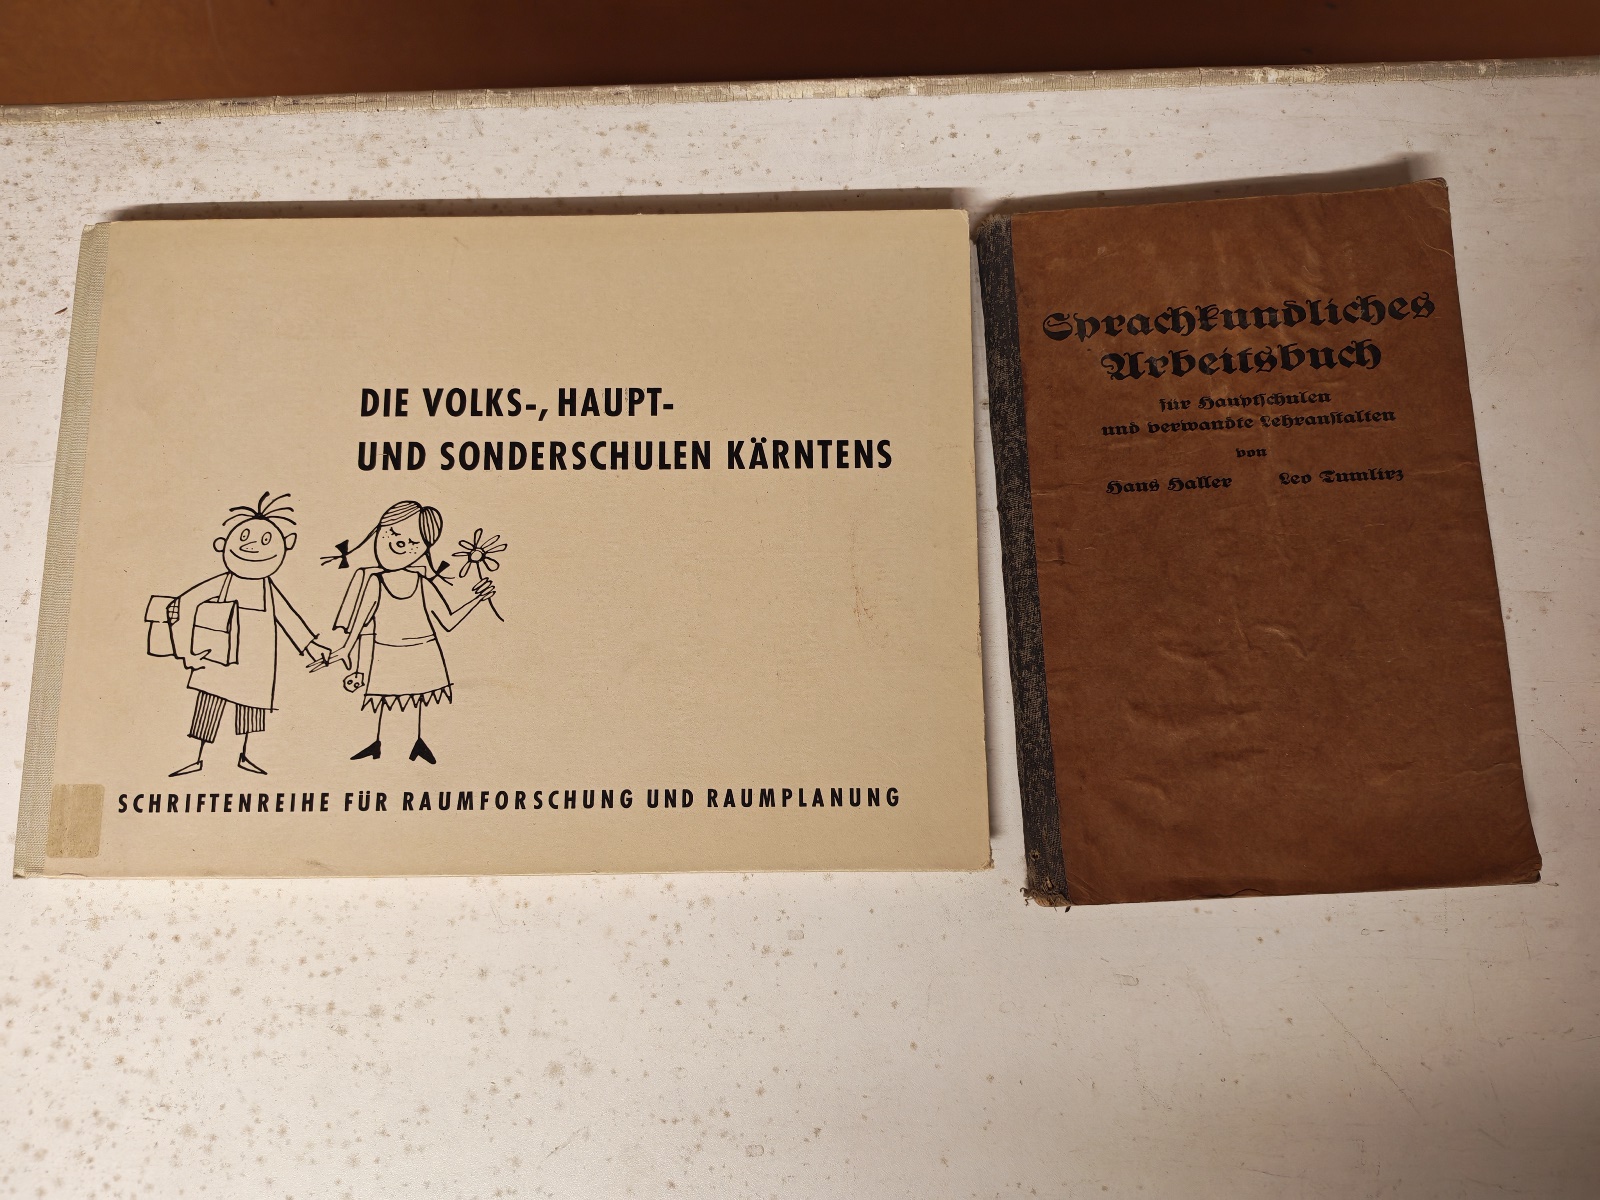 DIE VOLKS-, HAUPT-
UND SONDERSCHULEN KÄRNTENS
SCHRIFTENREIHE FÜR RAUMFORSCHUNG UND RAUMPLANUNG
Sprachkundliches
Arbeitsbuch
für Hauptschulen
und verwandte Lehranstalten
von
Hans Haller Leo Tumlirz